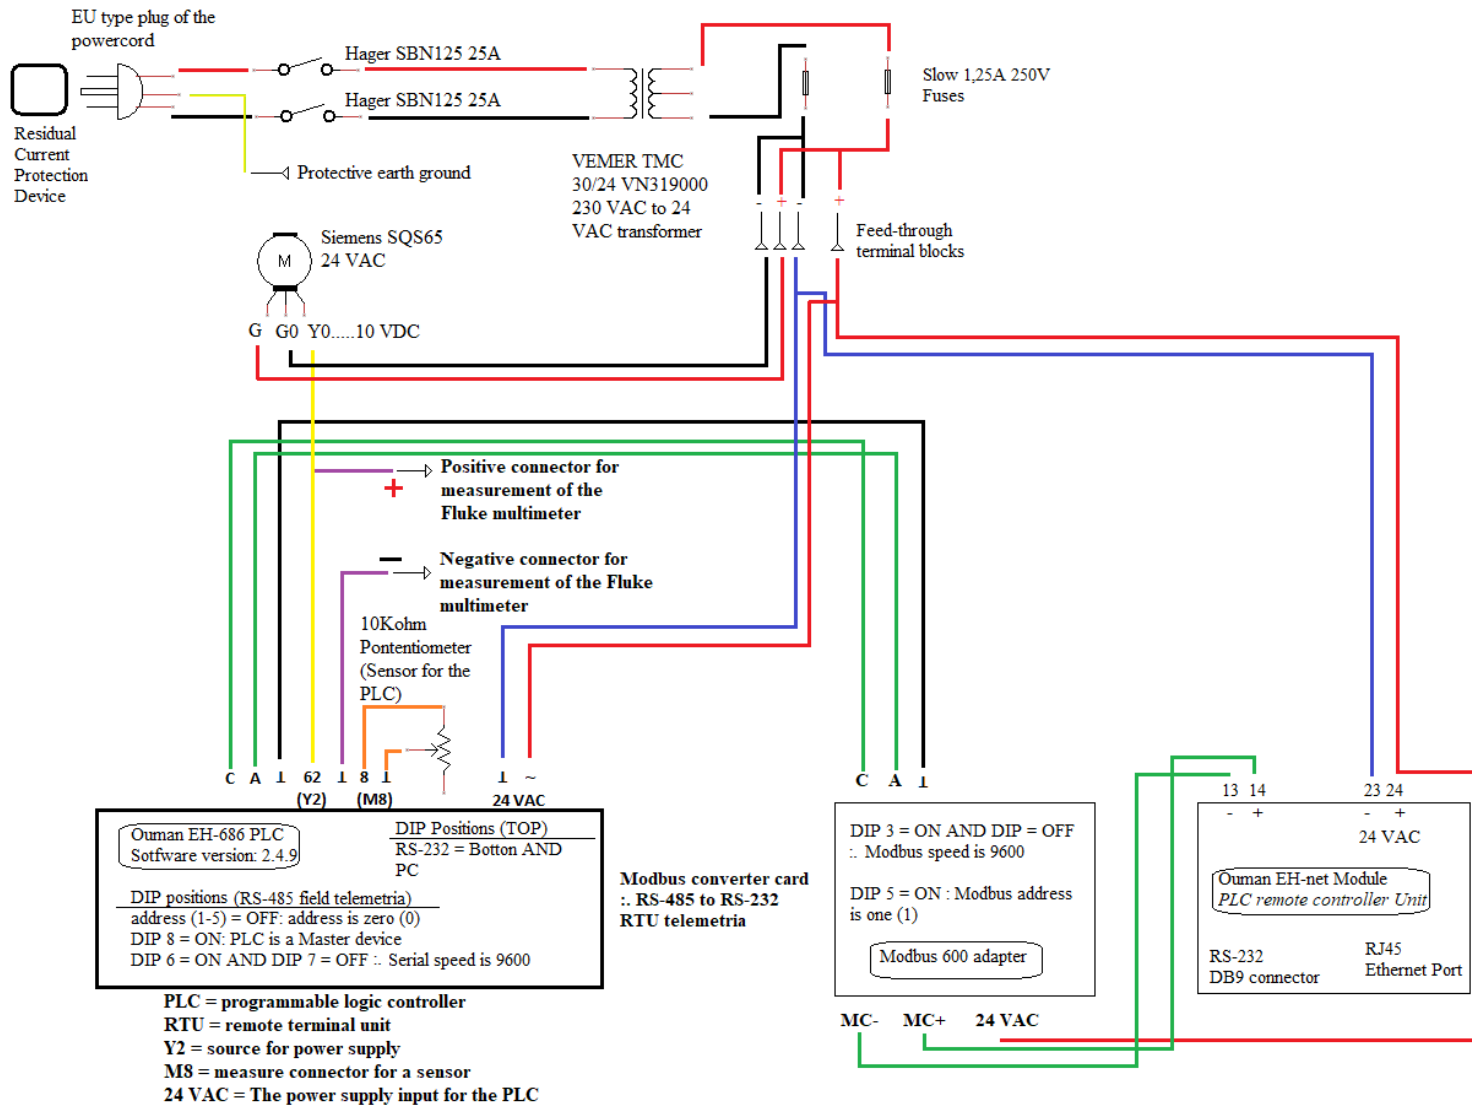 EU type plug of the
powercord
Hager SBN125 25A
Hager SBN125 25A
Slow 1,25A 250V
Fuses
Residual
Current
Protection
Device
Protective earth ground
VEMER TMC
30/24 VN319000
230 VAC to 24
VAC transformer
- + - +
Feed-through
terminal blocks
Siemens SQS65
24 VAC
M
G G0 Y0.....10 VDC
Positive connector for
measurement of the
Fluke multimeter
+
Negative connector for
measurement of the Fluke
multimeter
10Kohm
Pontentiometer
(Sensor for the
PLC)
C A ⊥ 62 ⊥ 8 ⊥ ⊥ ~
(Y2) (M8) 24 VAC
Ouman EH-686 PLC
Sotfware version: 2.4.9
DIP Positions (TOP)
RS-232 = Botton AND
PC
DIP positions (RS-485 field telemetria)
address (1-5) = OFF: address is zero (0)
DIP 8 = ON: PLC is a Master device
DIP 6 = ON AND DIP 7 = OFF ∴ Serial speed is 9600
PLC = programmable logic controller
RTU = remote terminal unit
Y2 = source for power supply
M8 = measure connector for a sensor
24 VAC = The power supply input for the PLC
Modbus converter card
∴ RS-485 to RS-232
RTU telemetria
C A ⊥
DIP 3 = ON AND DIP = OFF
∴ Modbus speed is 9600
DIP 5 = ON : Modbus address
is one (1)
Modbus 600 adapter
MC- MC+ 24 VAC
13 14 23 24
- + - +
24 VAC
Ouman EH-net Module
PLC remote controller Unit
RS-232
DB9 connector
RJ45
Ethernet Port